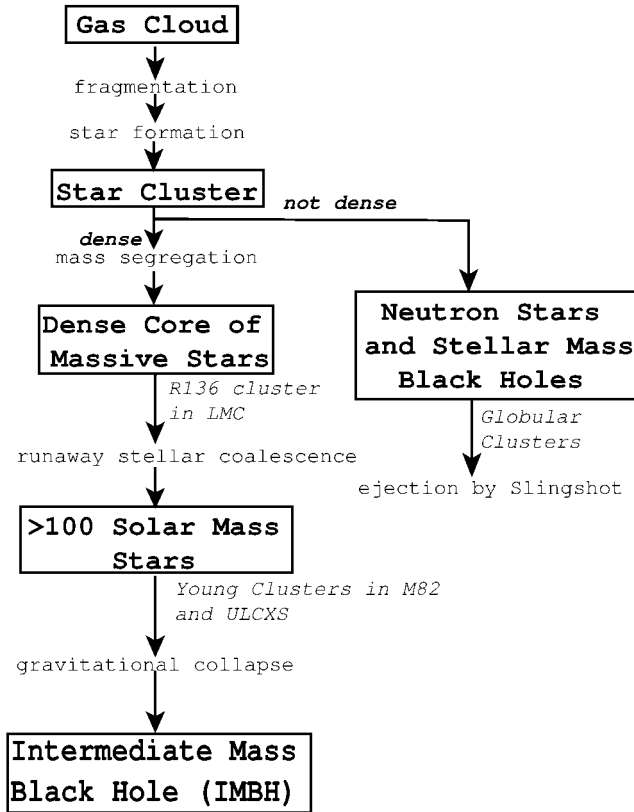 Gas Cloud
fragmentation
star formation
Star Cluster
not dense
dense
mass segregation
Dense Core of
Massive Stars
R136 cluster
in LMC
runaway stellar coalescence
>100 Solar Mass
Stars
Young Clusters in M82
and ULCXS
gravitational collapse
Intermediate Mass
Black Hole (IMBH)
Neutron Stars
and Stellar Mass
Black Holes
Globular
Clusters
ejection by Slingshot